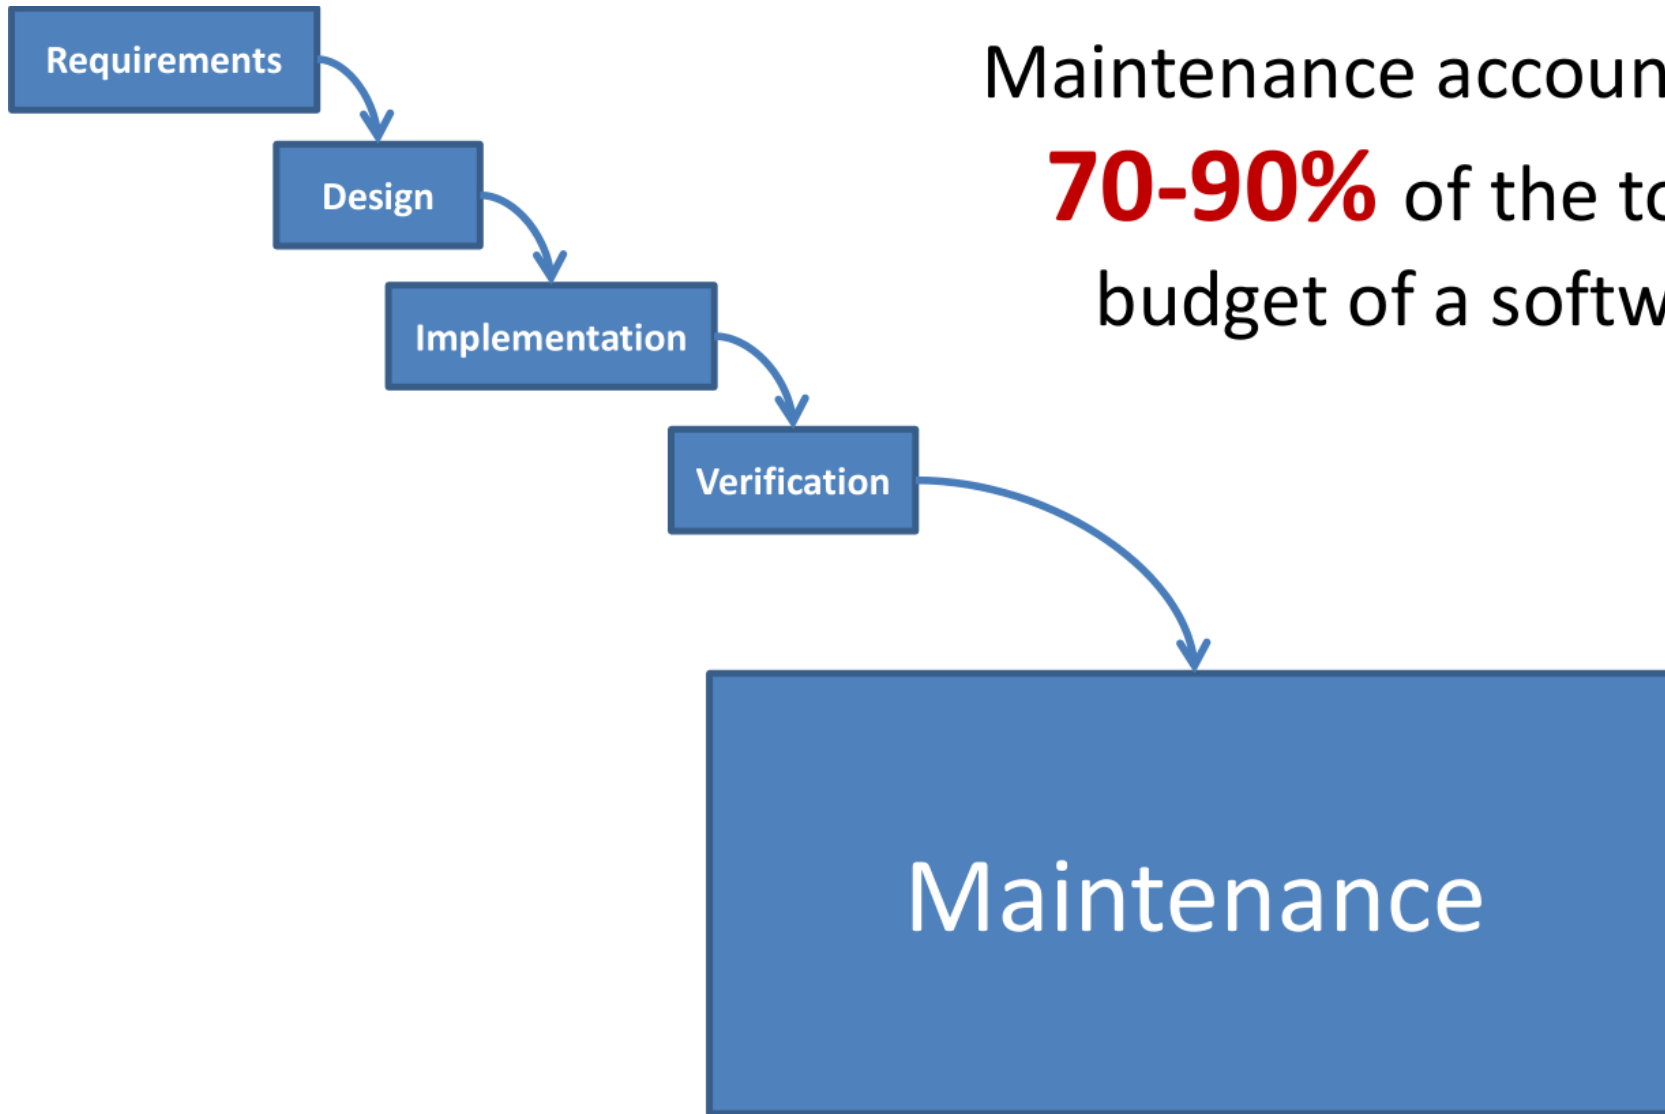 Requirements
Maintenance accoun
Design
70-90% of the to
budget of a softw
Implementation
Verification
Maintenance